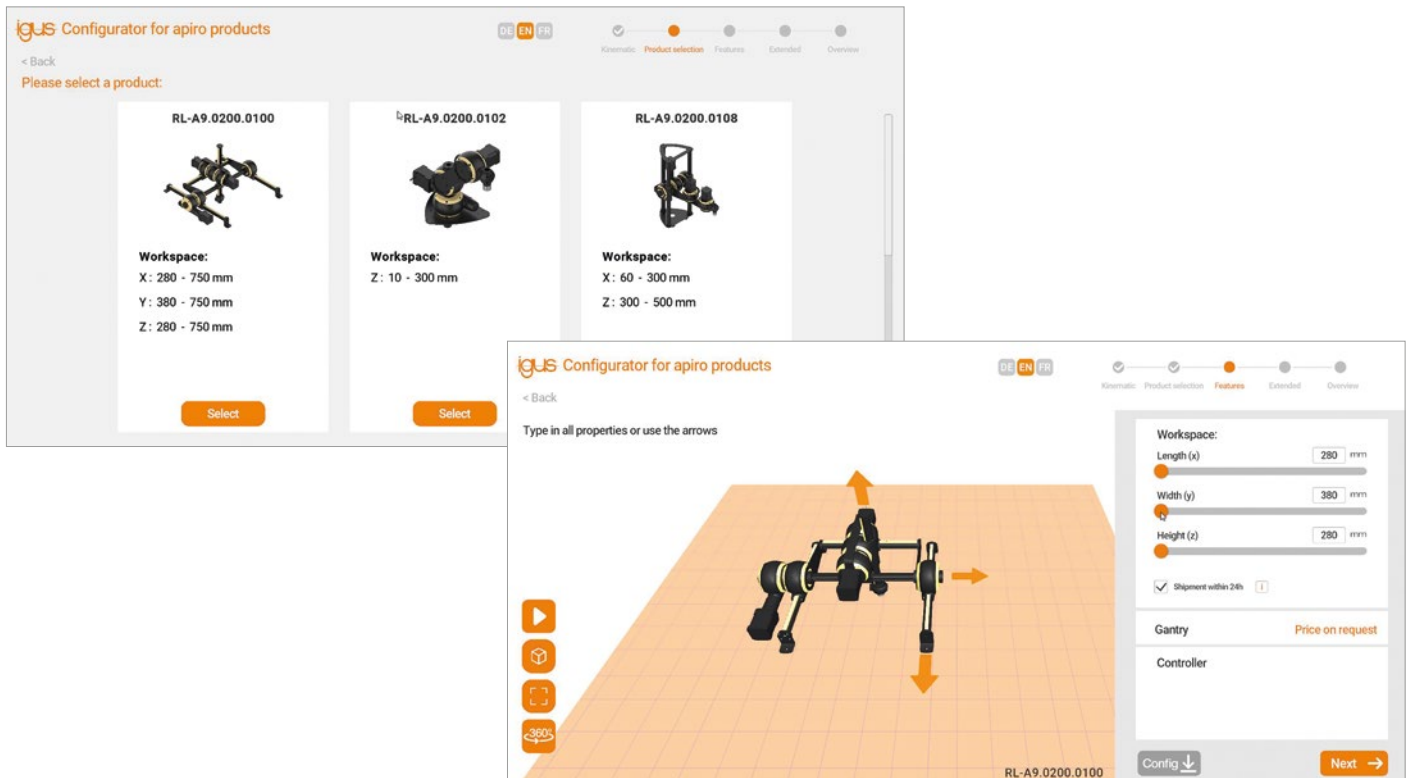 igus Configurator for apiro products
DE EN FR
Kinematic Product selection Features Extended Overview
< Back
Please select a product:
RL-A9.0200.0100
Workspace:
X: 280 - 750 mm
Y: 380 - 750 mm
Z: 280 - 750 mm
Select
RL-A9.0200.0102
Workspace:
Z: 10 - 300 mm
Select
RL-A9.0200.0108
Workspace:
X: 60 - 300 mm
Z: 300 - 500 mm
igus Configurator for apiro products
DE EN FR
Kinematic Product selection Features Extended Overview
< Back
Type in all properties or use the arrows
360°
RL-A9.0200.0100
Workspace:
Length (x) 280 mm
Width (y) 380 mm
Height (z) 280 mm
Shipment within 24h i
Gantry Price on request
Controller
Config
Next